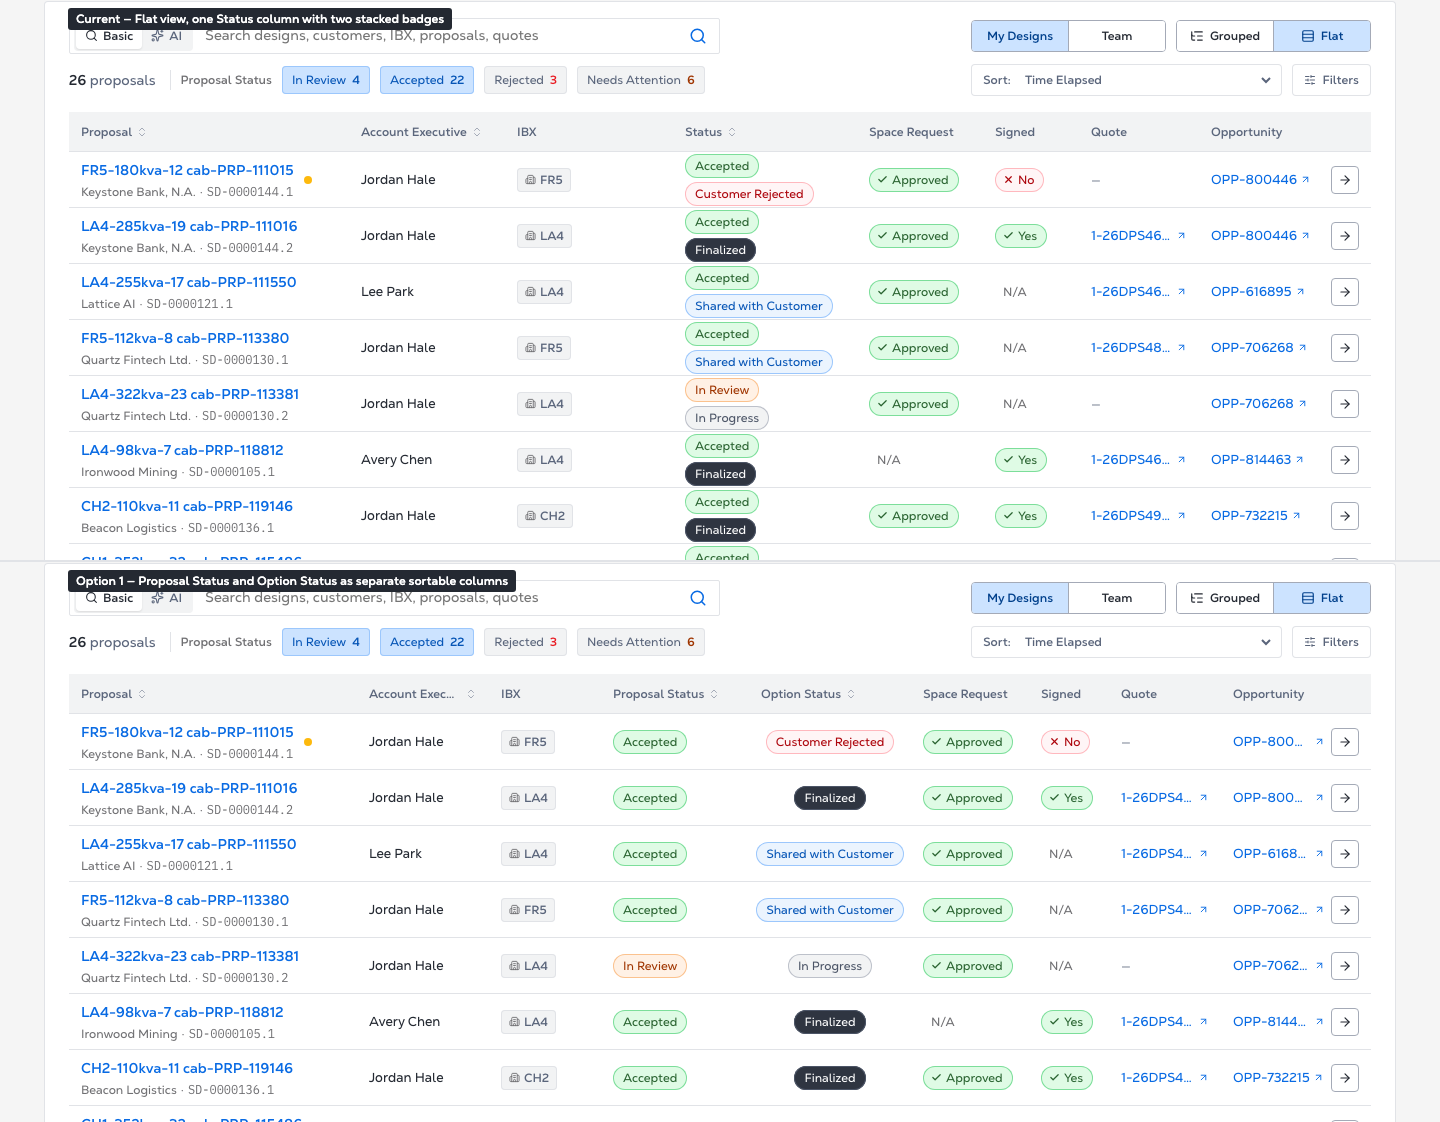 Current – Flat view, one Status column with two stacked badges
Basic AI Search designs, customers, IBX, proposals, quotes My Designs Team Grouped Flat
26 proposals Proposal Status In Review 4 Accepted 22 Rejected 3 Needs Attention 6 Sort: Time Elapsed Filters
Proposal Account Executive IBX Status Space Request Signed Quote Opportunity
FR5-180kva-12 cab-PRP-111015 Jordan Hale FR5 Accepted Approved No – OPP-800446
Keystone Bank, N.A. · SD-0000144.1 Customer Rejected
LA4-285kva-19 cab-PRP-111016 Jordan Hale LA4 Accepted Approved Yes 1-26DPS46... OPP-800446
Keystone Bank, N.A. · SD-0000144.2 Finalized
LA4-255kva-17 cab-PRP-111550 Lee Park LA4 Accepted Approved N/A 1-26DPS46... OPP-616895
Lattice AI · SD-0000121.1 Shared with Customer
FR5-112kva-8 cab-PRP-113380 Jordan Hale FR5 Accepted Approved N/A 1-26DPS48... OPP-706268
Quartz Fintech Ltd. · SD-0000130.1 Shared with Customer
LA4-322kva-23 cab-PRP-113381 Jordan Hale LA4 In Review Approved N/A – OPP-706268
Quartz Fintech Ltd. · SD-0000130.2 In Progress
LA4-98kva-7 cab-PRP-118812 Avery Chen LA4 Accepted N/A Yes 1-26DPS46... OPP-814463
Ironwood Mining · SD-0000105.1 Finalized
CH2-110kva-11 cab-PRP-119146 Jordan Hale CH2 Accepted Approved Yes 1-26DPS49... OPP-732215
Beacon Logistics · SD-0000136.1 Finalized
Accepted
Option 1 – Proposal Status and Option Status as separate sortable columns
Basic AI Search designs, customers, IBX, proposals, quotes My Designs Team Grouped Flat
26 proposals Proposal Status In Review 4 Accepted 22 Rejected 3 Needs Attention 6 Sort: Time Elapsed Filters
Proposal Account Exec... IBX Proposal Status Option Status Space Request Signed Quote Opportunity
FR5-180kva-12 cab-PRP-111015 Jordan Hale FR5 Accepted Customer Rejected Approved No – OPP-800...
Keystone Bank, N.A. · SD-0000144.1
LA4-285kva-19 cab-PRP-111016 Jordan Hale LA4 Accepted Finalized Approved Yes 1-26DPS4... OPP-800...
Keystone Bank, N.A. · SD-0000144.2
LA4-255kva-17 cab-PRP-111550 Lee Park LA4 Accepted Shared with Customer Approved N/A 1-26DPS4... OPP-6168...
Lattice AI · SD-0000121.1
FR5-112kva-8 cab-PRP-113380 Jordan Hale FR5 Accepted Shared with Customer Approved N/A 1-26DPS4... OPP-7062...
Quartz Fintech Ltd. · SD-0000130.1
LA4-322kva-23 cab-PRP-113381 Jordan Hale LA4 In Review In Progress Approved N/A – OPP-7062...
Quartz Fintech Ltd. · SD-0000130.2
LA4-98kva-7 cab-PRP-118812 Avery Chen LA4 Accepted Finalized N/A Yes 1-26DPS4... OPP-8144...
Ironwood Mining · SD-0000105.1
CH2-110kva-11 cab-PRP-119146 Jordan Hale CH2 Accepted Finalized Approved Yes 1-26DPS4... OPP-732215
Beacon Logistics · SD-0000136.1